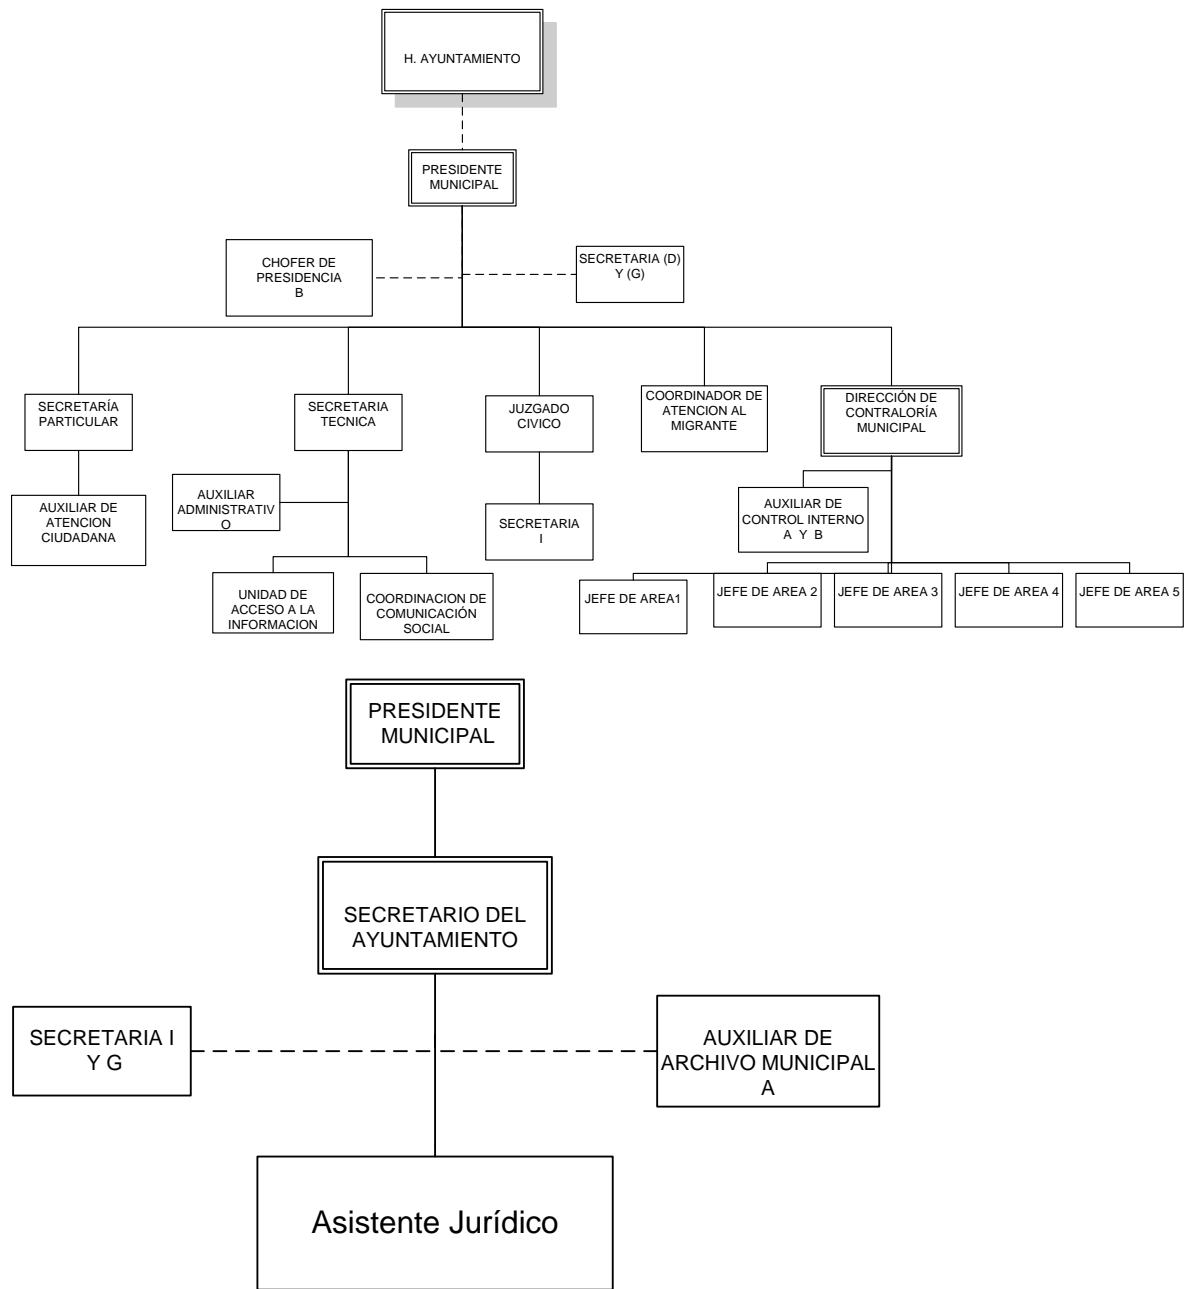 H. AYUNTAMIENTO
PRESIDENTE
MUNICIPAL
CHOFER DE
PRESIDENCIA
B
SECRETARIA (D)
Y (G)
SECRETARÍA
PARTICULAR
SECRETARIA
TECNICA
JUZGADO
CIVICO
COORDINADOR DE
ATENCION AL
MIGRANTE
DIRECCIÓN DE
CONTRALORÍA
MUNICIPAL
AUXILIAR DE
ATENCION
CIUDADANA
AUXILIAR
ADMINISTRATIV
O
SECRETARIA
I
AUXILIAR DE
CONTROL INTERNO
A Y B
UNIDAD DE
ACCESO A LA
INFORMACION
COORDINACION DE
COMUNICACIÓN
SOCIAL
JEFE DE AREA1
JEFE DE AREA 2
JEFE DE AREA 3
JEFE DE AREA 4
JEFE DE AREA 5
PRESIDENTE
MUNICIPAL
SECRETARIO DEL
AYUNTAMIENTO
SECRETARIA I
Y G
AUXILIAR DE
ARCHIVO MUNICIPAL
A
Asistente Jurídico